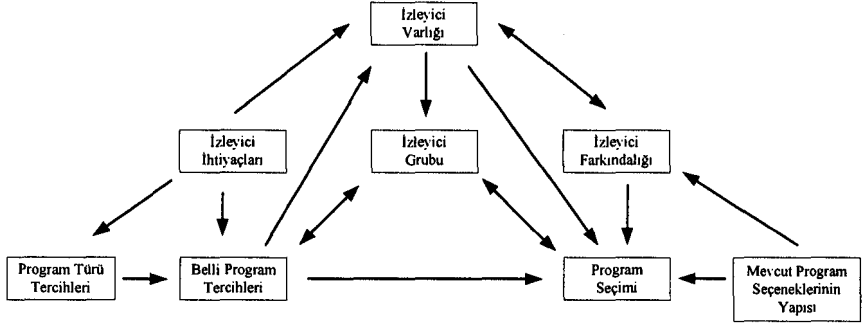 İzleyici
Varlığı
İzleyici
İhtiyaçları
İzleyici
Grubu
İzleyici
Farkındalığı
Program Türü
Tercihleri
Belli Program
Tercihleri
Program
Seçimi
Mevcut Program
Seçeneklerinin
Yapısı